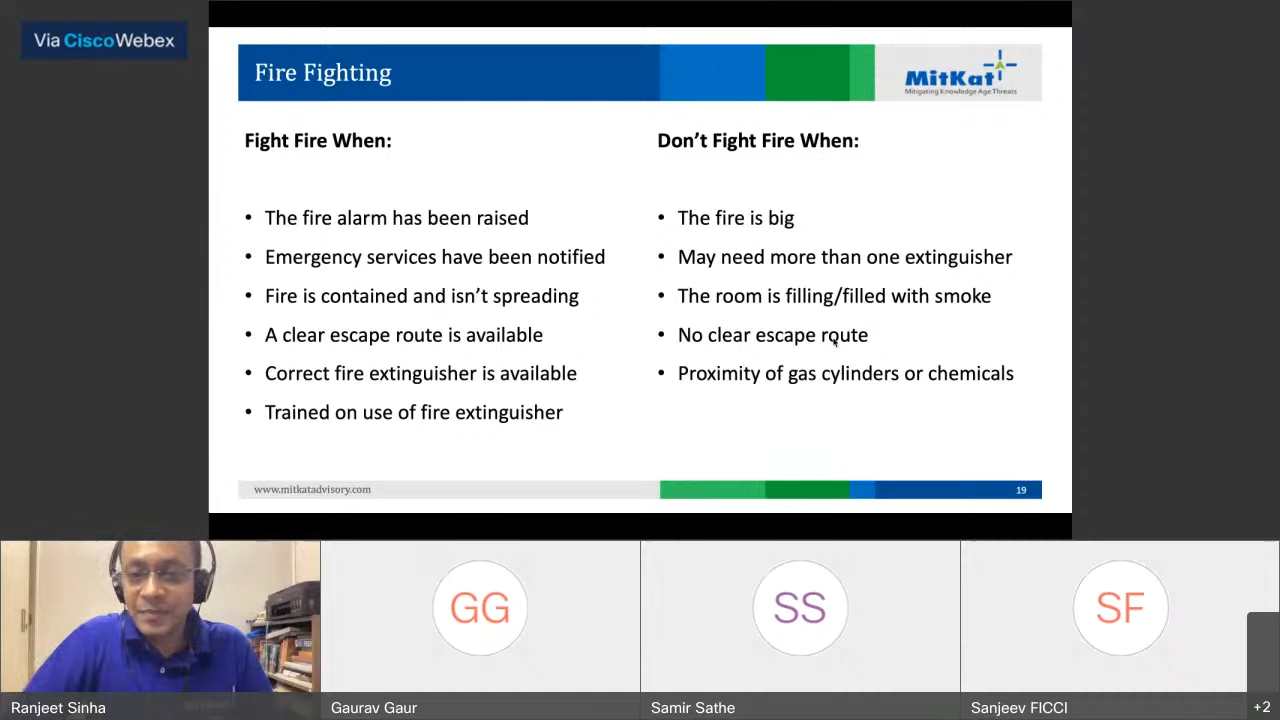 Via Cisco Webex
Fire Fighting
MitKat
Mitigating Knowledge Age Threats
Fight Fire When:
• The fire alarm has been raised
• Emergency services have been notified
• Fire is contained and isn't spreading
• A clear escape route is available
• Correct fire extinguisher is available
• Trained on use of fire extinguisher
Don't Fight Fire When:
• The fire is big
• May need more than one extinguisher
• The room is filling/filled with smoke
• No clear escape route
• Proximity of gas cylinders or chemicals
www.mitkatadvisory.com
19
GG
SS
SF
Ranjeet Sinha
Gaurav Gaur
Samir Sathe
Sanjeev FICCI
+2